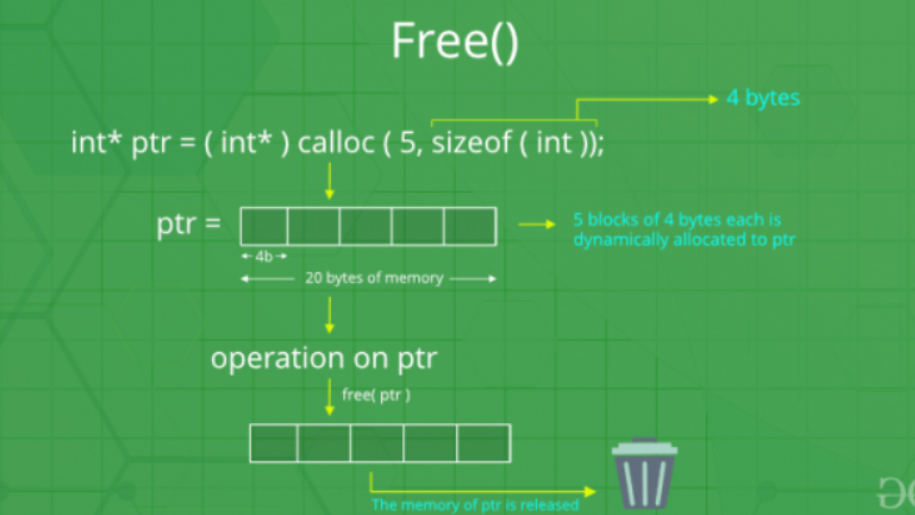 Free()
4 bytes
int* ptr = ( int* ) calloc ( 5, sizeof ( int ));
ptr =
5 blocks of 4 bytes each is
dynamically allocated to ptr
4b
20 bytes of memory
operation on ptr
free( ptr )
The memory of ptr is released